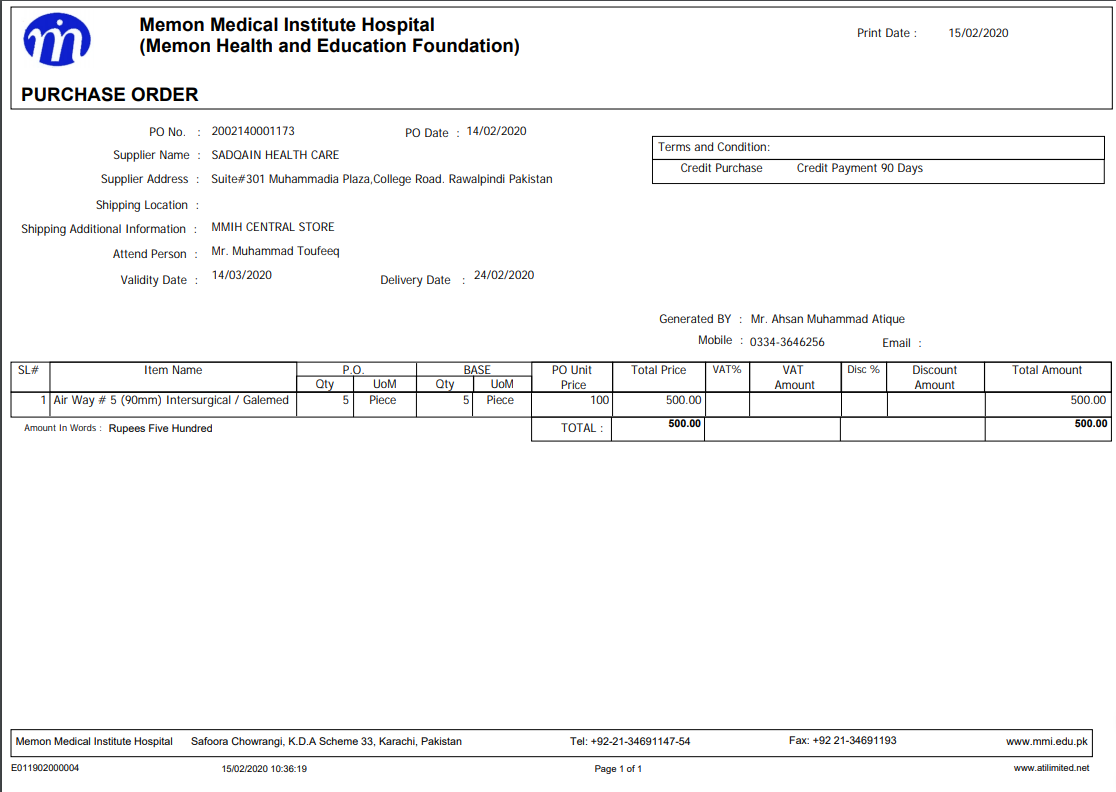 Memon Medical Institute Hospital
(Memon Health and Education Foundation)
Print Date : 15/02/2020
PURCHASE ORDER
PO No. : 2002140001173 PO Date : 14/02/2020
Supplier Name : SADQAIN HEALTH CARE
Supplier Address : Suite#301 Muhammadia Plaza,College Road. Rawalpindi Pakistan
Shipping Location :
Shipping Additional Information : MMIH CENTRAL STORE
Attend Person : Mr. Muhammad Toufeeq
Validity Date : 14/03/2020 Delivery Date : 24/02/2020
Terms and Condition:
Credit Purchase Credit Payment 90 Days
Generated BY : Mr. Ahsan Muhammad Atique
Mobile : 0334-3646256 Email :
SL# Item Name P.O. BASE PO Unit Price Total Price VAT% VAT Amount Disc % Discount Amount Total Amount
Qty UoM Qty UoM
1 Air Way # 5 (90mm) Intersurgical / Galemed 5 Piece 5 Piece 100 500.00 500.00
Amount In Words : Rupees Five Hundred TOTAL : 500.00 500.00
Memon Medical Institute Hospital Safoora Chowrangi, K.D.A Scheme 33, Karachi, Pakistan Tel: +92-21-34691147-54 Fax: +92 21-34691193 www.mmi.edu.pk
E011902000004 15/02/2020 10:36:19 Page 1 of 1 www.atilimited.net